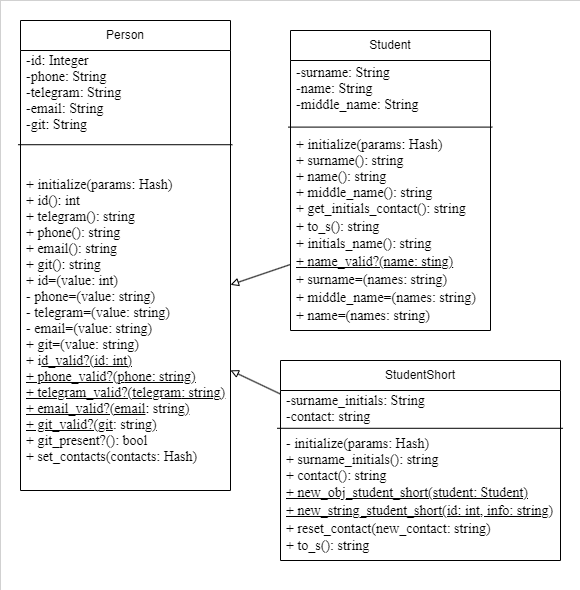 Person
-id: Integer
-phone: String
-telegram: String
-email: String
-git: String
+ initialize(params: Hash)
+ id(): int
+ telegram(): string
+ phone(): string
+ email(): string
+ git(): string
+ id=(value: int)
- phone=(value: string)
- telegram=(value: string)
- email=(value: string)
+ git=(value: string)
+ id_valid?(id: int)
+ phone_valid?(phone: string)
+ telegram_valid?(telegram: string)
+ email_valid?(email: string)
+ git_valid?(git: string)
+ git_present?(): bool
+ set_contacts(contacts: Hash)
Student
-surname: String
-name: String
-middle_name: String
+ initialize(params: Hash)
+ surname(): string
+ name(): string
+ middle_name(): string
+ get_initials_contact(): string
+ to_s(): string
+ initials_name(): string
+ name_valid?(name: sting)
+ surname=(names: string)
+ middle_name=(names: string)
+ name=(names: string)
StudentShort
-surname_initials: String
-contact: string
- initialize(params: Hash)
+ surname_initials(): string
+ contact(): string
+ new_obj_student_short(student: Student)
+ new_string_student_short(id: int, info: string)
+ reset_contact(new_contact: string)
+ to_s(): string